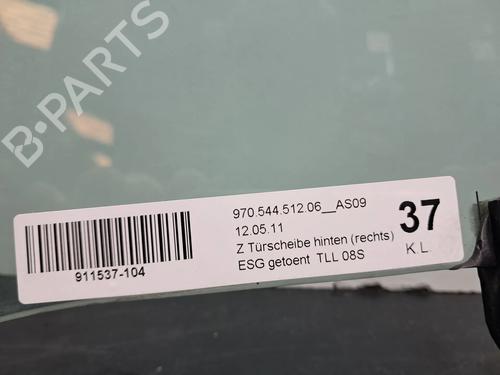 B-PARTS
970.544.512.06__AS09
12.05.11
Z Türscheibe hinten (rechts)
ESG getoent TLL 08S
37
K.L
911537-104